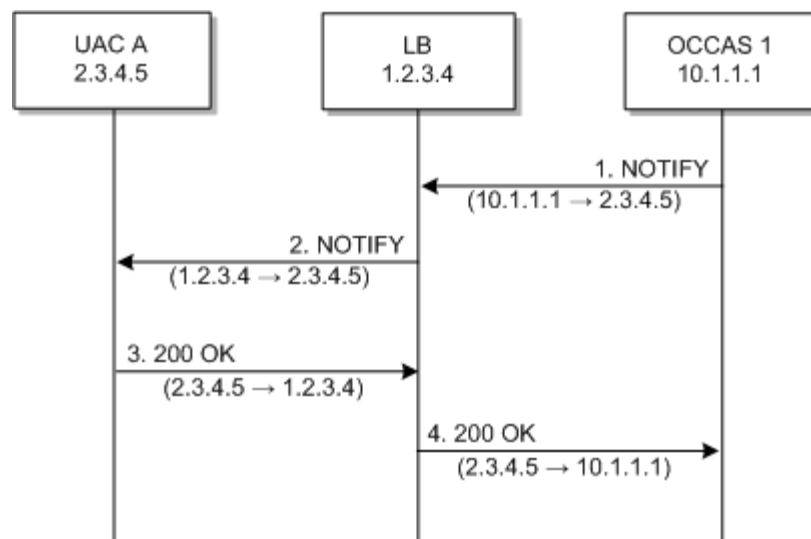 UAC A
2.3.4.5
LB
1.2.3.4
OCCAS 1
10.1.1.1
1. NOTIFY
(10.1.1.1 → 2.3.4.5)
2. NOTIFY
(1.2.3.4 → 2.3.4.5)
3. 200 OK
(2.3.4.5 → 1.2.3.4)
4. 200 OK
(2.3.4.5 → 10.1.1.1)